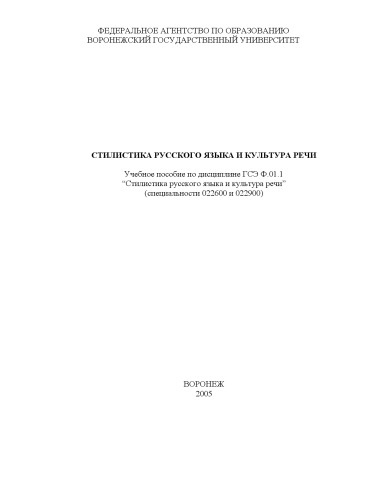 ФЕДЕРАЛЬНОЕ АГЕНТСТВО ПО ОБРАЗОВАНИЮ
ВОРОНЕЖСКИЙ ГОСУДАРСТВЕННЫЙ УНИВЕРСИТЕТ
СТИЛИСТИКА РУССКОГО ЯЗЫКА И КУЛЬТУРА РЕЧИ
Учебное пособие по дисциплине ГСЭ Ф.01.1
“Стилистика русского языка и культура речи”
(специальности 022600 и 022900)
ВОРОНЕЖ
2005